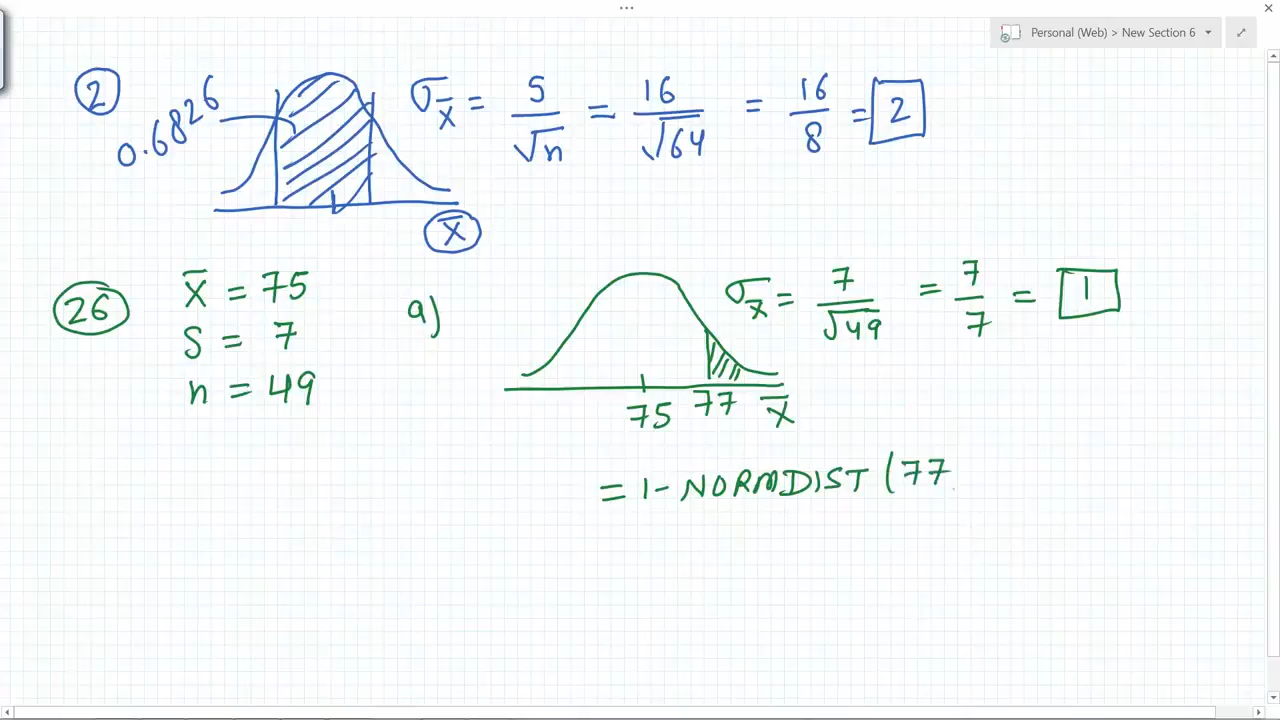 Personal (Web) > New Section 6
2
0.6826
σx̄ = 5/√n = 16/√64 = 16/8 = 2
x̄
26
x̄ = 75
S = 7
n = 49
a)
σx̄ = 7/√49 = 7/7 = 1
75 77 x̄
= 1- NORMDIST (77